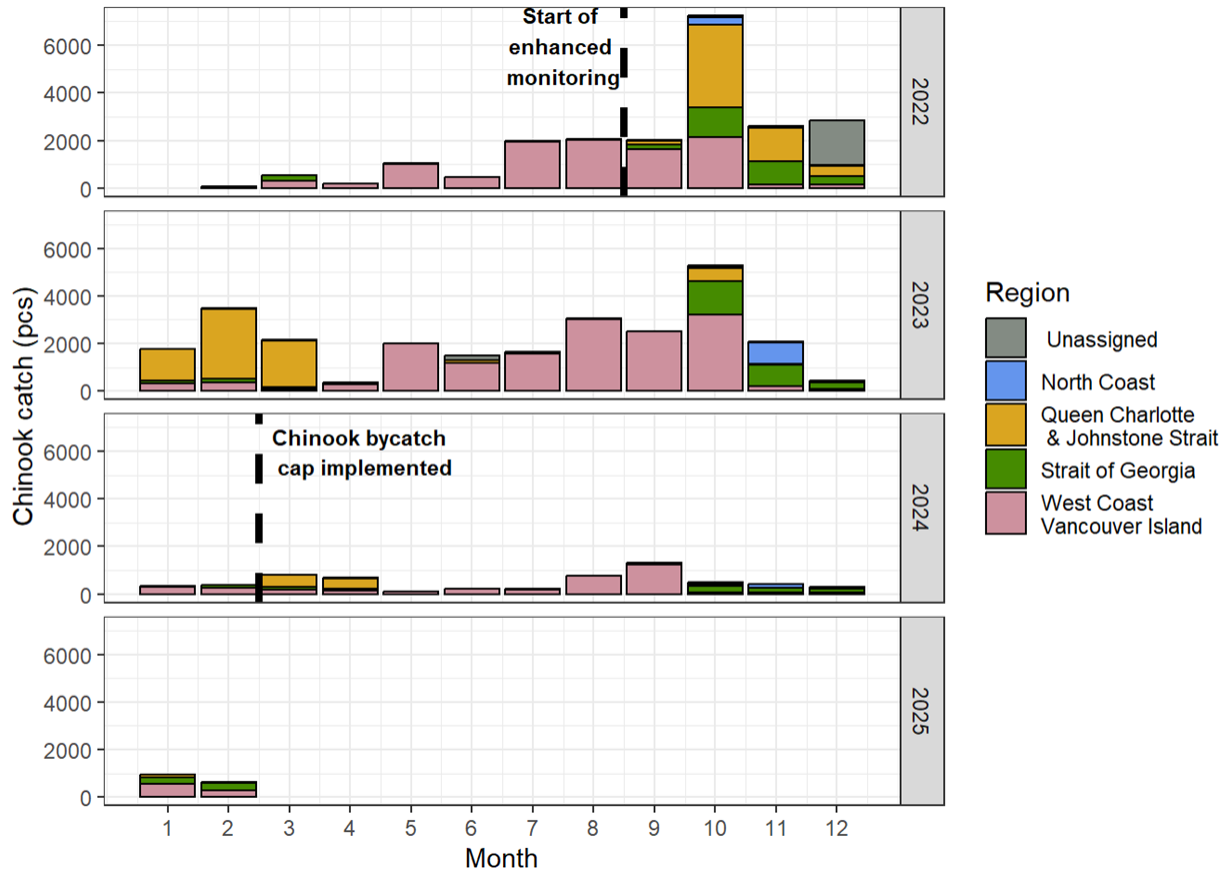 Start of
enhanced
monitoring
6000
4000
2000
0
2022
6000
4000
2000
0
2023
Chinook bycatch
cap implemented
6000
4000
2000
0
2024
6000
4000
2000
0
2025
1 2 3 4 5 6 7 8 9 10 11 12
Month
Chinook catch (pcs)
Region
Unassigned
North Coast
Queen Charlotte
& Johnstone Strait
Strait of Georgia
West Coast
Vancouver Island